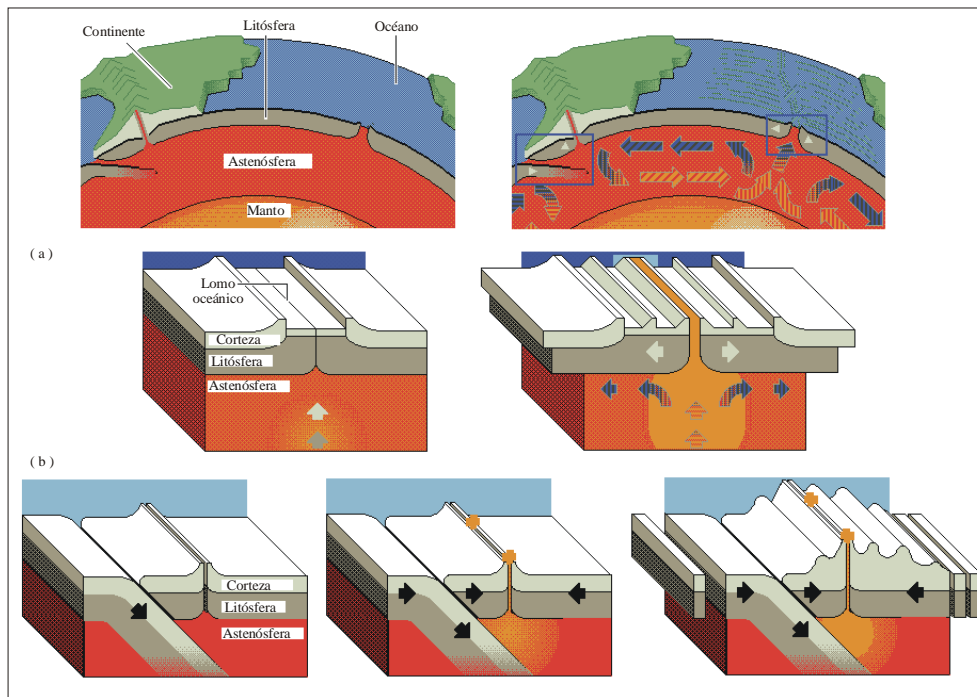 Continente
Litósfera
Océano
Astenósfera
Manto
( a )
Lomo
oceánico
Corteza
Litósfera
Astenósfera
( b )
Corteza
Litósfera
Astenósfera